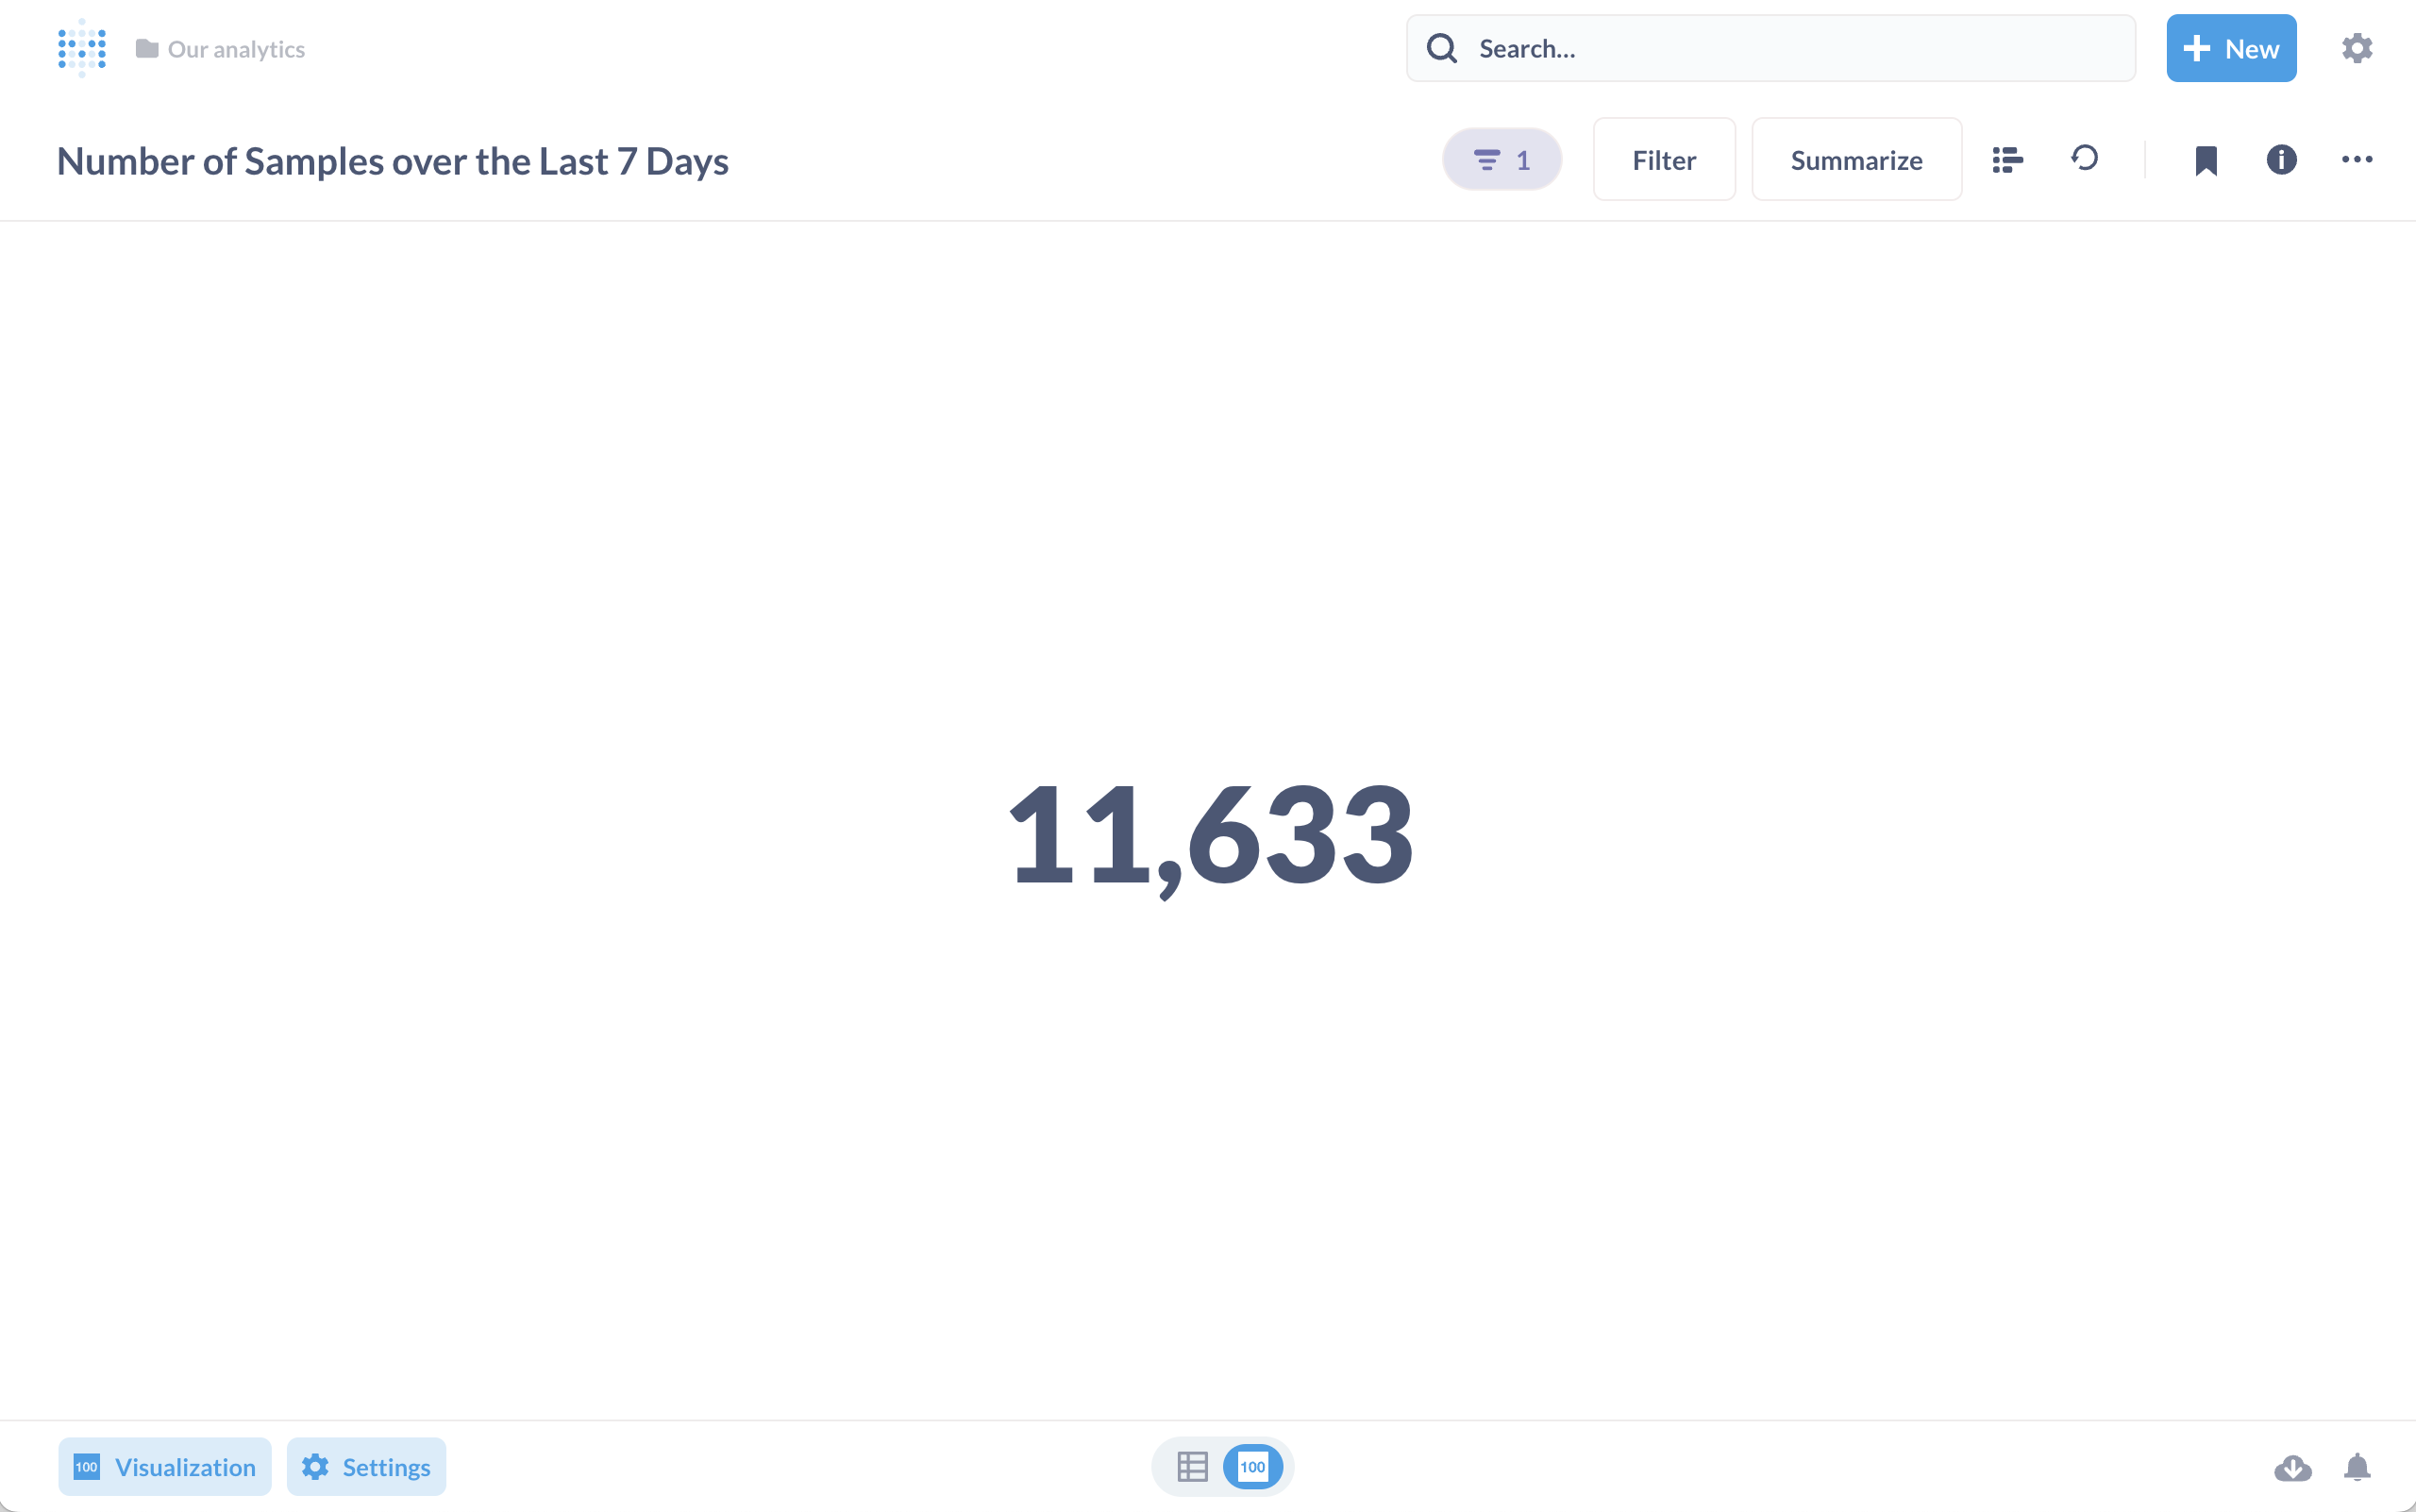 Our analytics
Search...
New
Number of Samples over the Last 7 Days
1
Filter
Summarize
11,633
100 Visualization
Settings
100